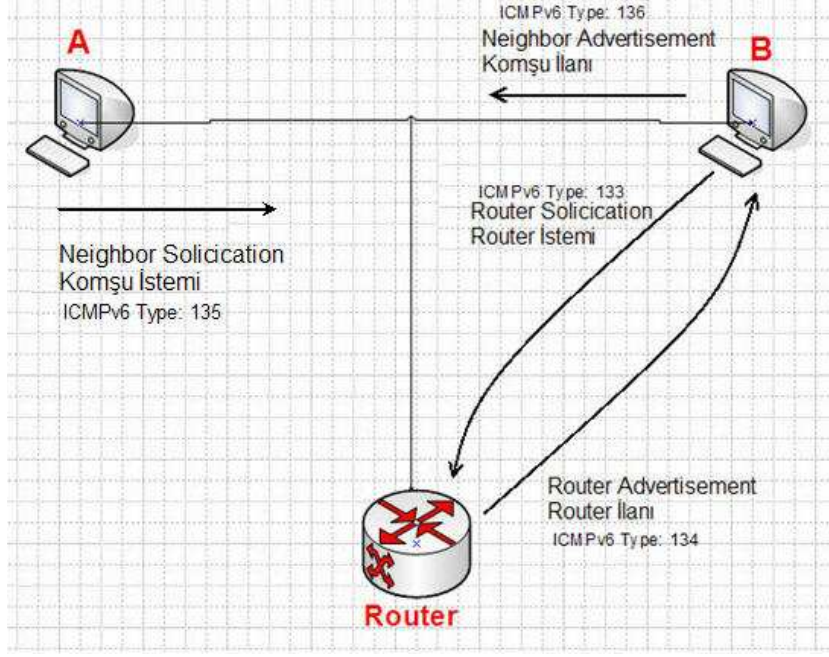 ICMPv6 Type: 136
Neighbor Advertisement
Komşu İlanı
A
B
ICMPv6 Type: 133
Router Solicication
Router İstemi
Neighbor Solicication
Komşu İstemi
ICMPv6 Type: 135
Router Advertisement
Router İlanı
ICMPv6 Type: 134
Router